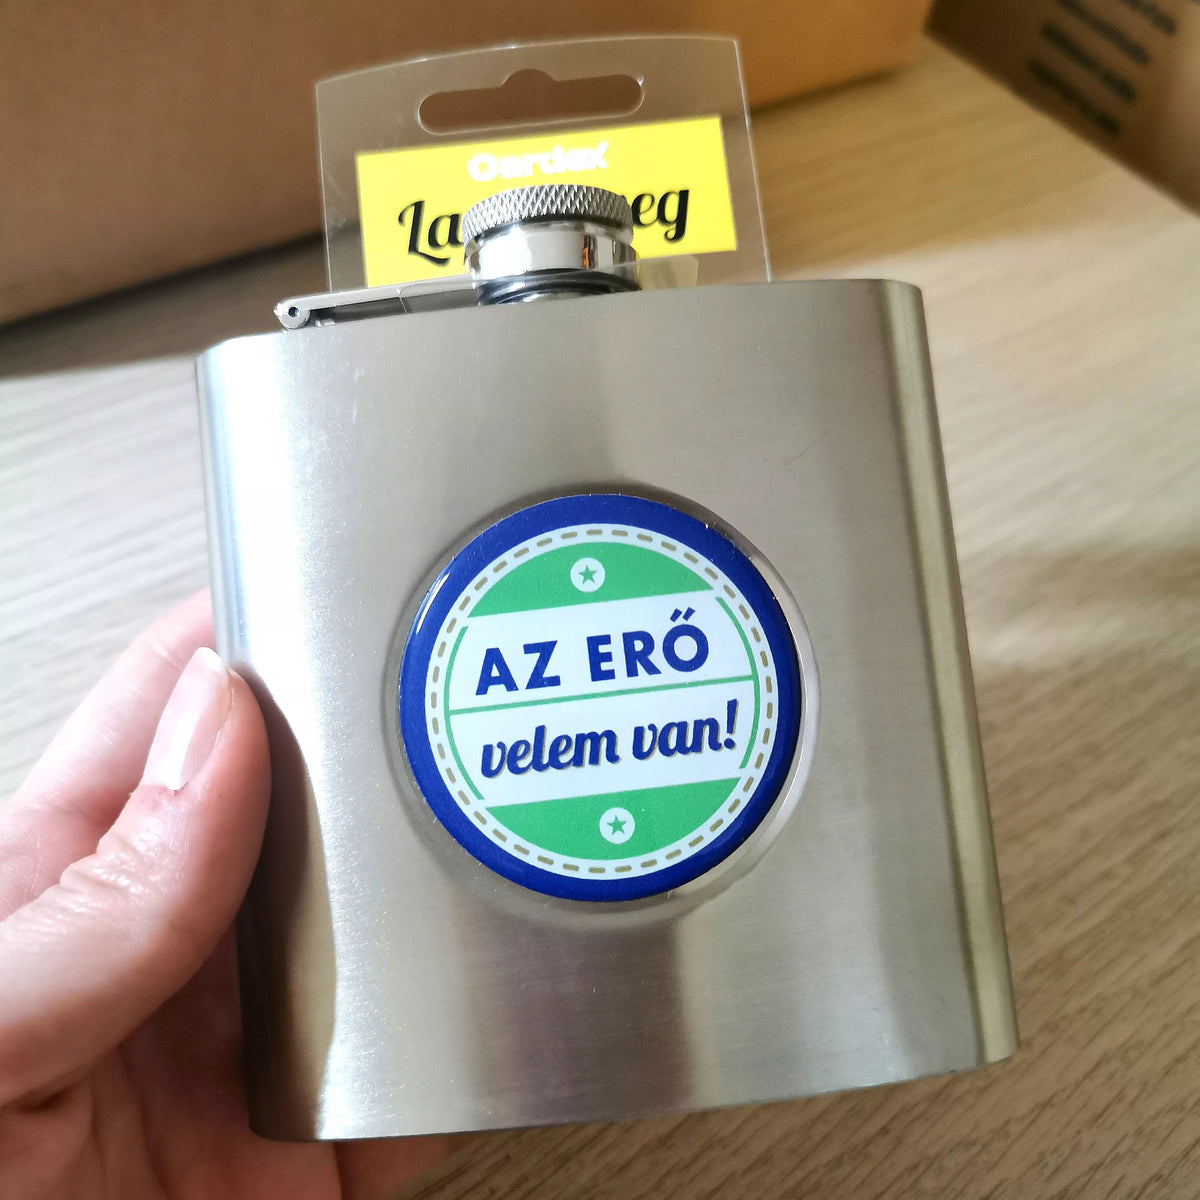 Cardex
AZ ERŐ
velem van!